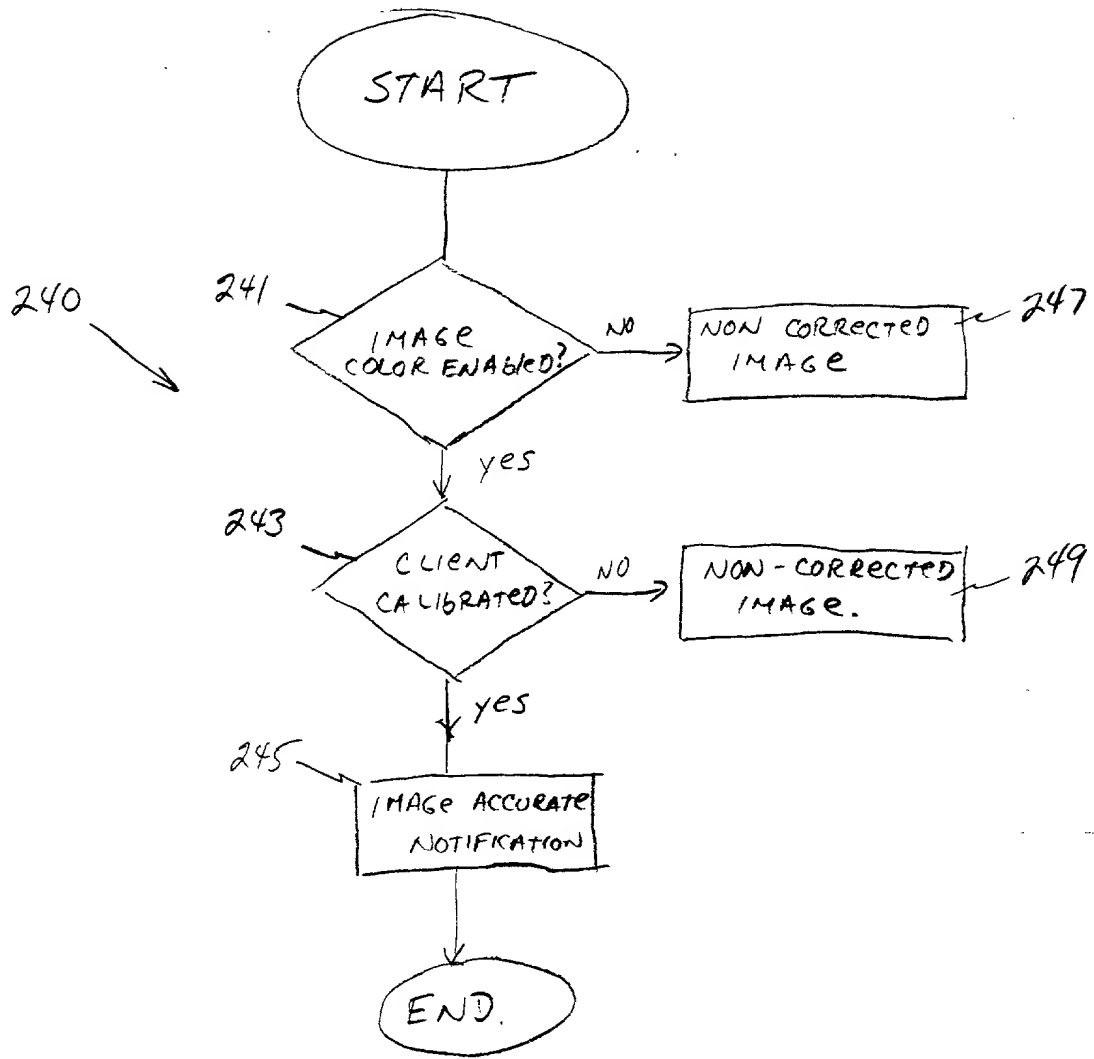 START
240
241
IMAGe
COLOR ENAbleD?
NO
NON CORRECTED
IMAGe
247
yes
243
CLIENT
CALIbRATeD?
NO
NON-CORRECTED
IMAGe.
249
yes
245
IMAGe ACCURATe
NOTIFICATION
END.